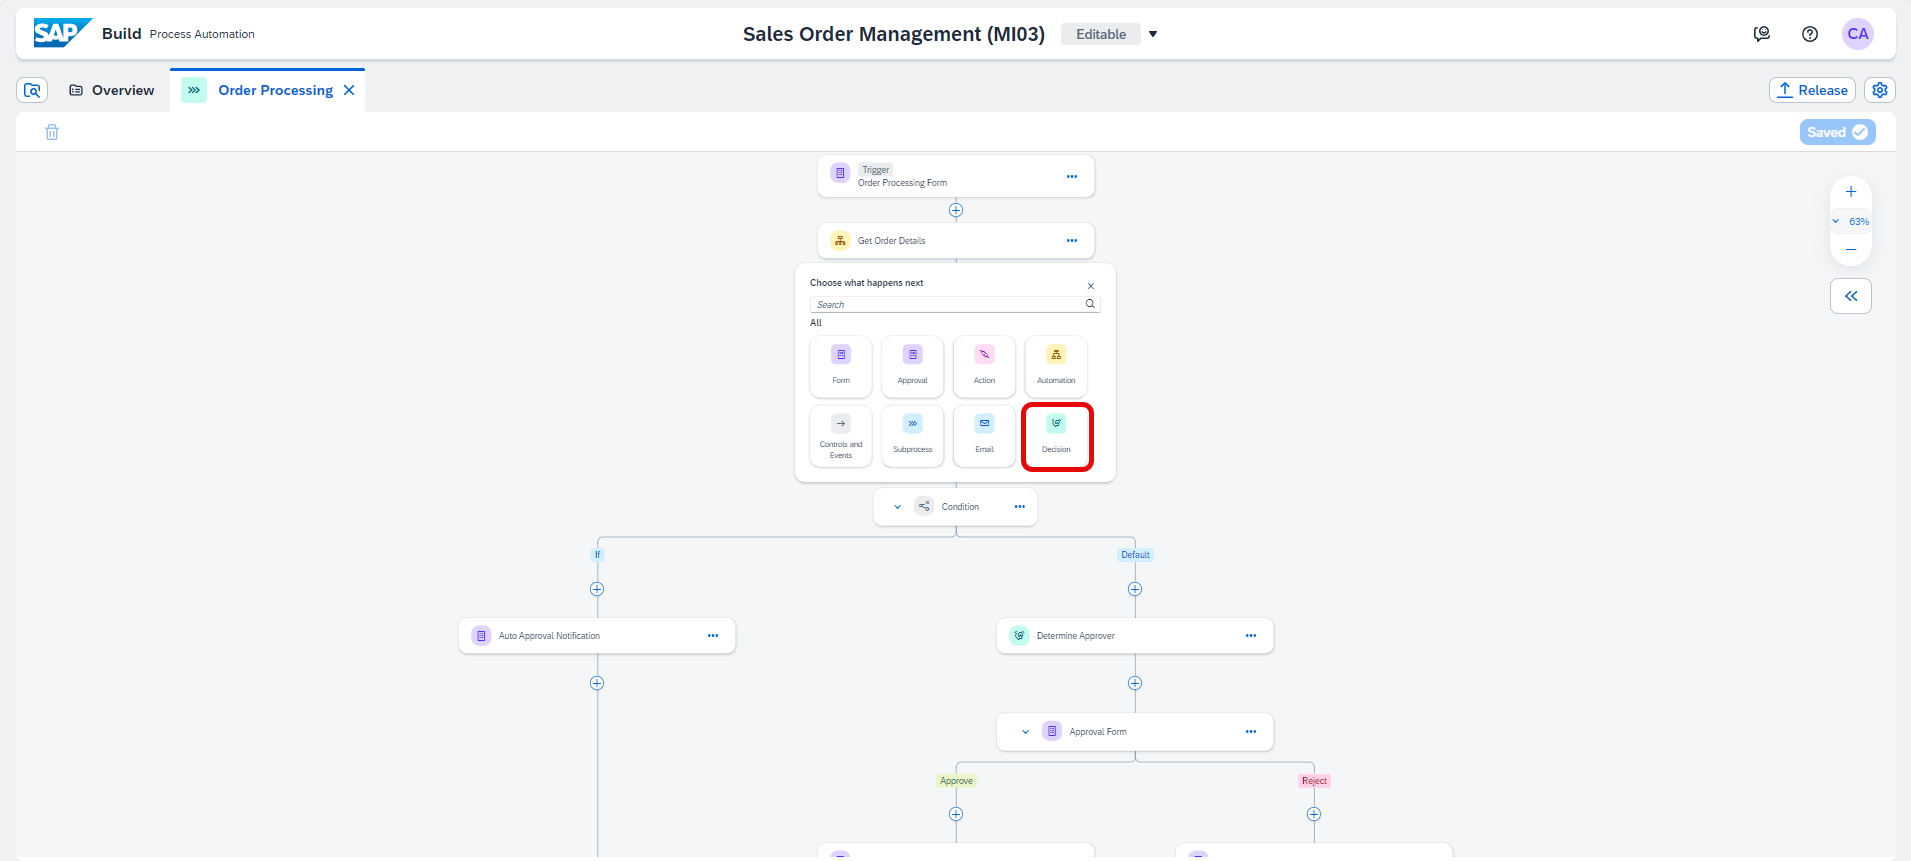 SAP Build Process Automation
Sales Order Management (MI03) Editable
CA
Overview
Order Processing
Release
Saved
Trigger
Order Processing Form
Get Order Details
63%
Choose what happens next
Search
All
Form Approval Action Automation
Controls and Events Subprocess Email Decision
Condition
If Default
Auto Approval Notification Determine Approver
Approval Form
Approve Reject